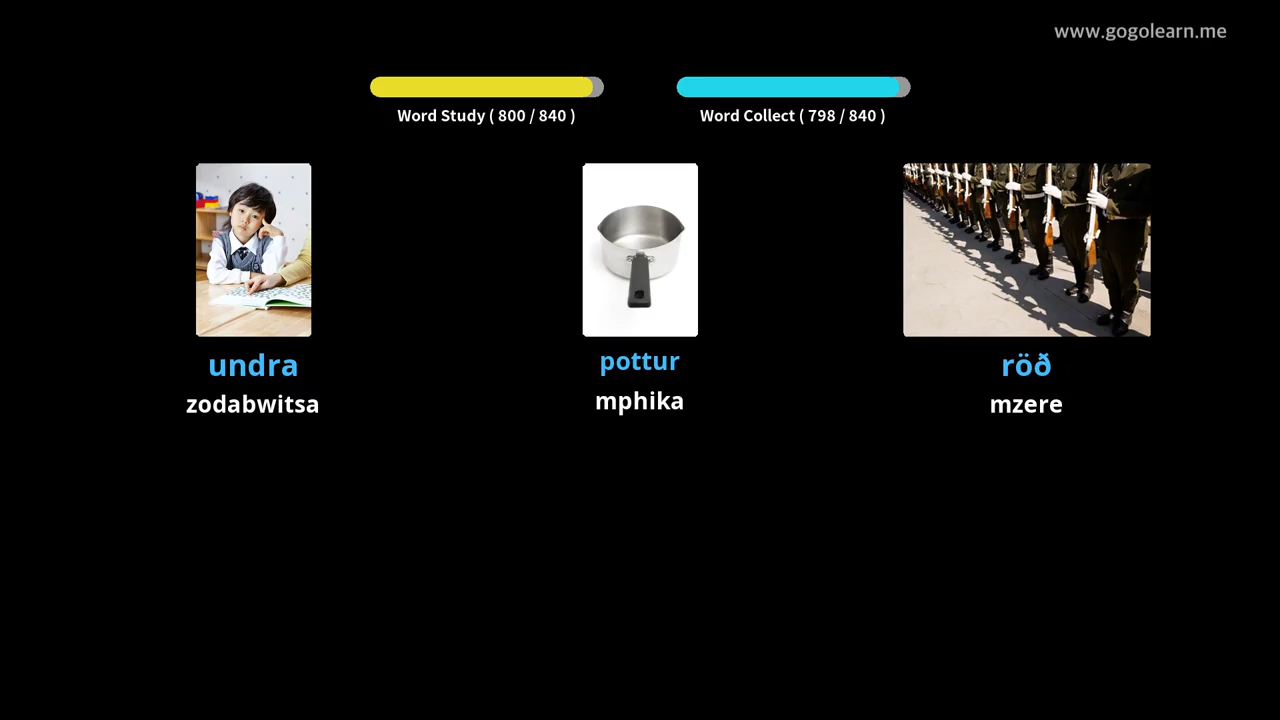 www.gogolearn.me
Word Study ( 800 / 840 )
Word Collect ( 798 / 840 )
undra
zodabwitsa
pottur
mphika
röð
mzere